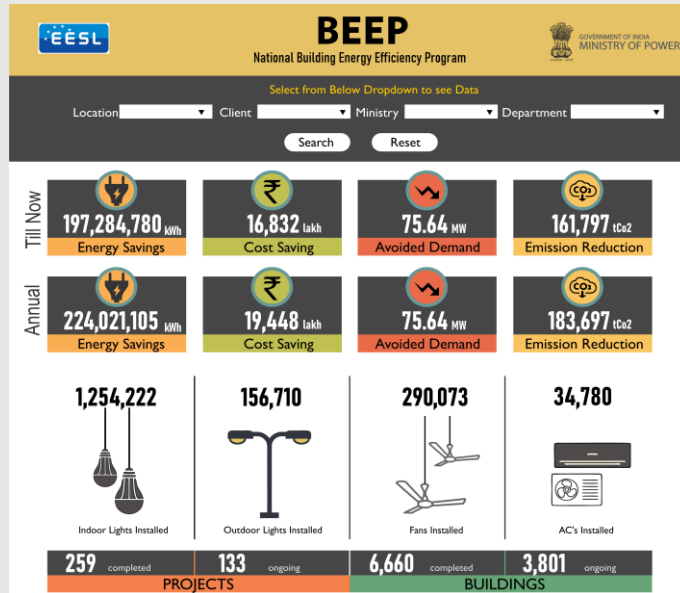 EESL
BEEP
National Building Energy Efficiency Program
GOVERNMENT OF INDIA
MINISTRY OF POWER
Select from Below Dropdown to see Data
Location Client Ministry Department
Search Reset
Till Now
197,284,780 kWh 16,832 lakh 75.64 MW 161,797 tCo2
Energy Savings Cost Saving Avoided Demand Emission Reduction
Annual
224,021,105 kWh 19,448 lakh 75.64 MW 183,697 tCo2
Energy Savings Cost Saving Avoided Demand Emission Reduction
1,254,222 156,710 290,073 34,780
Indoor Lights Installed Outdoor Lights Installed Fans Installed AC's Installed
259 completed 133 ongoing 6,660 completed 3,801 ongoing
PROJECTS BUILDINGS